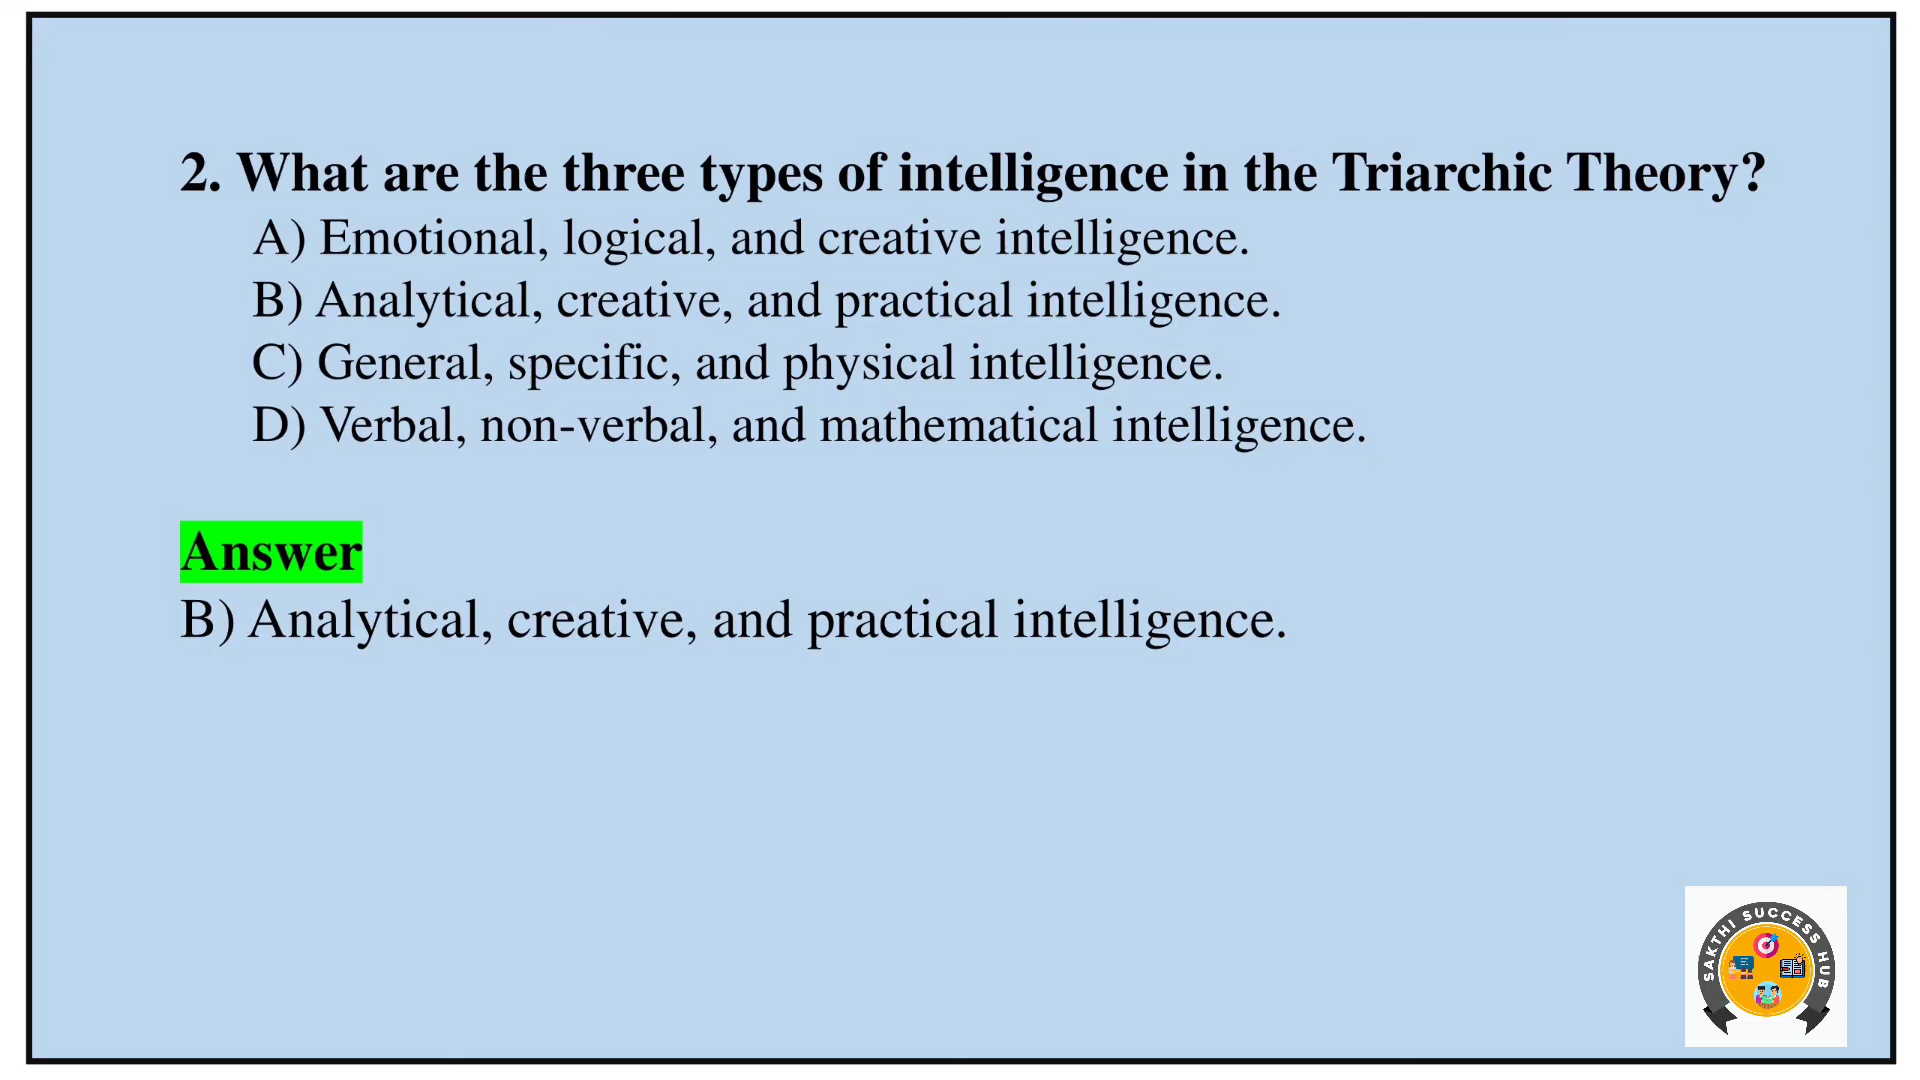 2. What are the three types of intelligence in the Triarchic Theory?
A) Emotional, logical, and creative intelligence.
B) Analytical, creative, and practical intelligence.
C) General, specific, and physical intelligence.
D) Verbal, non-verbal, and mathematical intelligence.
Answer
B) Analytical, creative, and practical intelligence.
SAKTHI SUCCESS HUB